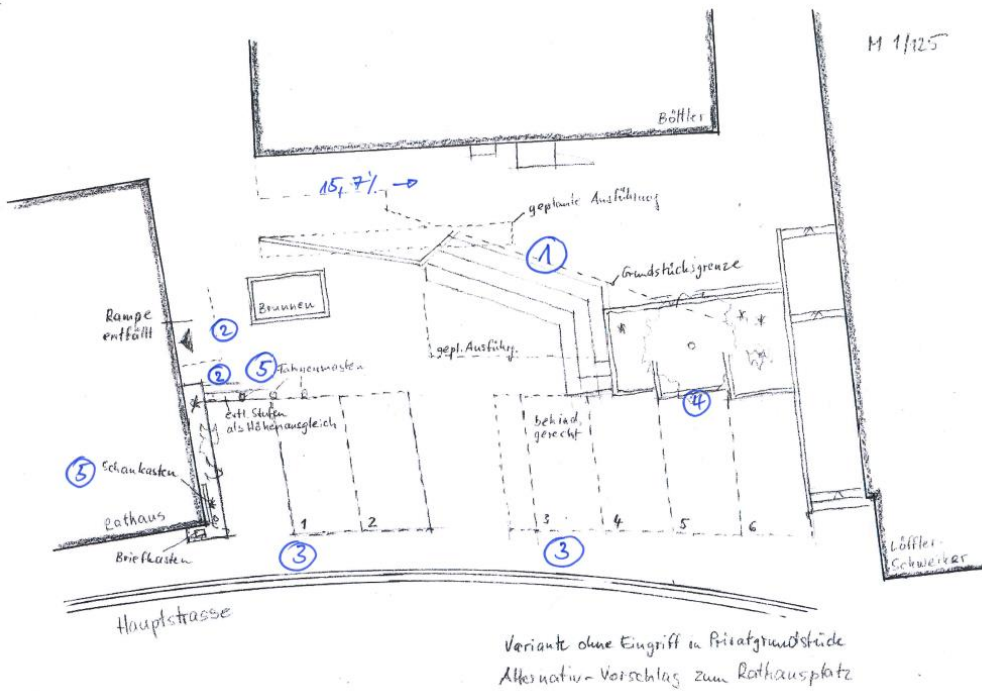 M 1/125
Böttler
15,7% →
geplante Ausführung
1
Grundstücksgrenze
Rampe
entfällt
2
Brunnen
gepl. Ausführg.
2
5
Fahnenmasten
evtl. Stufen
als Höhenausgleich
behind.
gerecht
4
5
Schaukasten
Rathaus
Briefkasten
1
2
3
4
5
6
3
3
Löffler-
Schweiker
Hauptstrasse
Variante ohne Eingriff in Privatgrundstücke
Alternativ-Vorschlag zum Rathausplatz